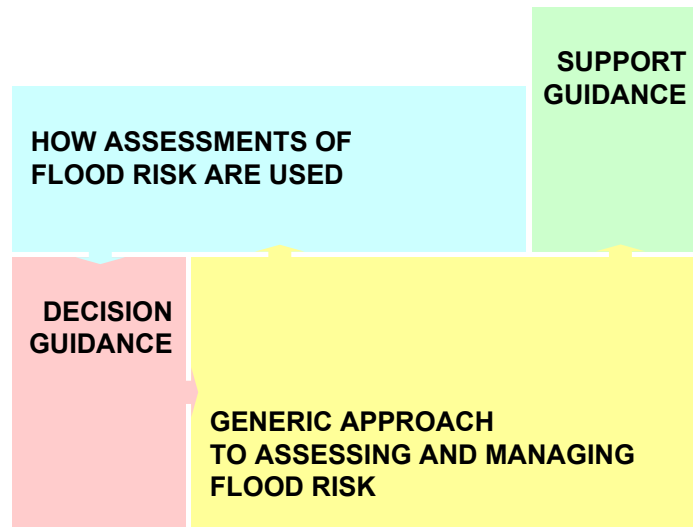 SUPPORT
GUIDANCE
HOW ASSESSMENTS OF
FLOOD RISK ARE USED
DECISION
GUIDANCE
GENERIC APPROACH
TO ASSESSING AND MANAGING
FLOOD RISK